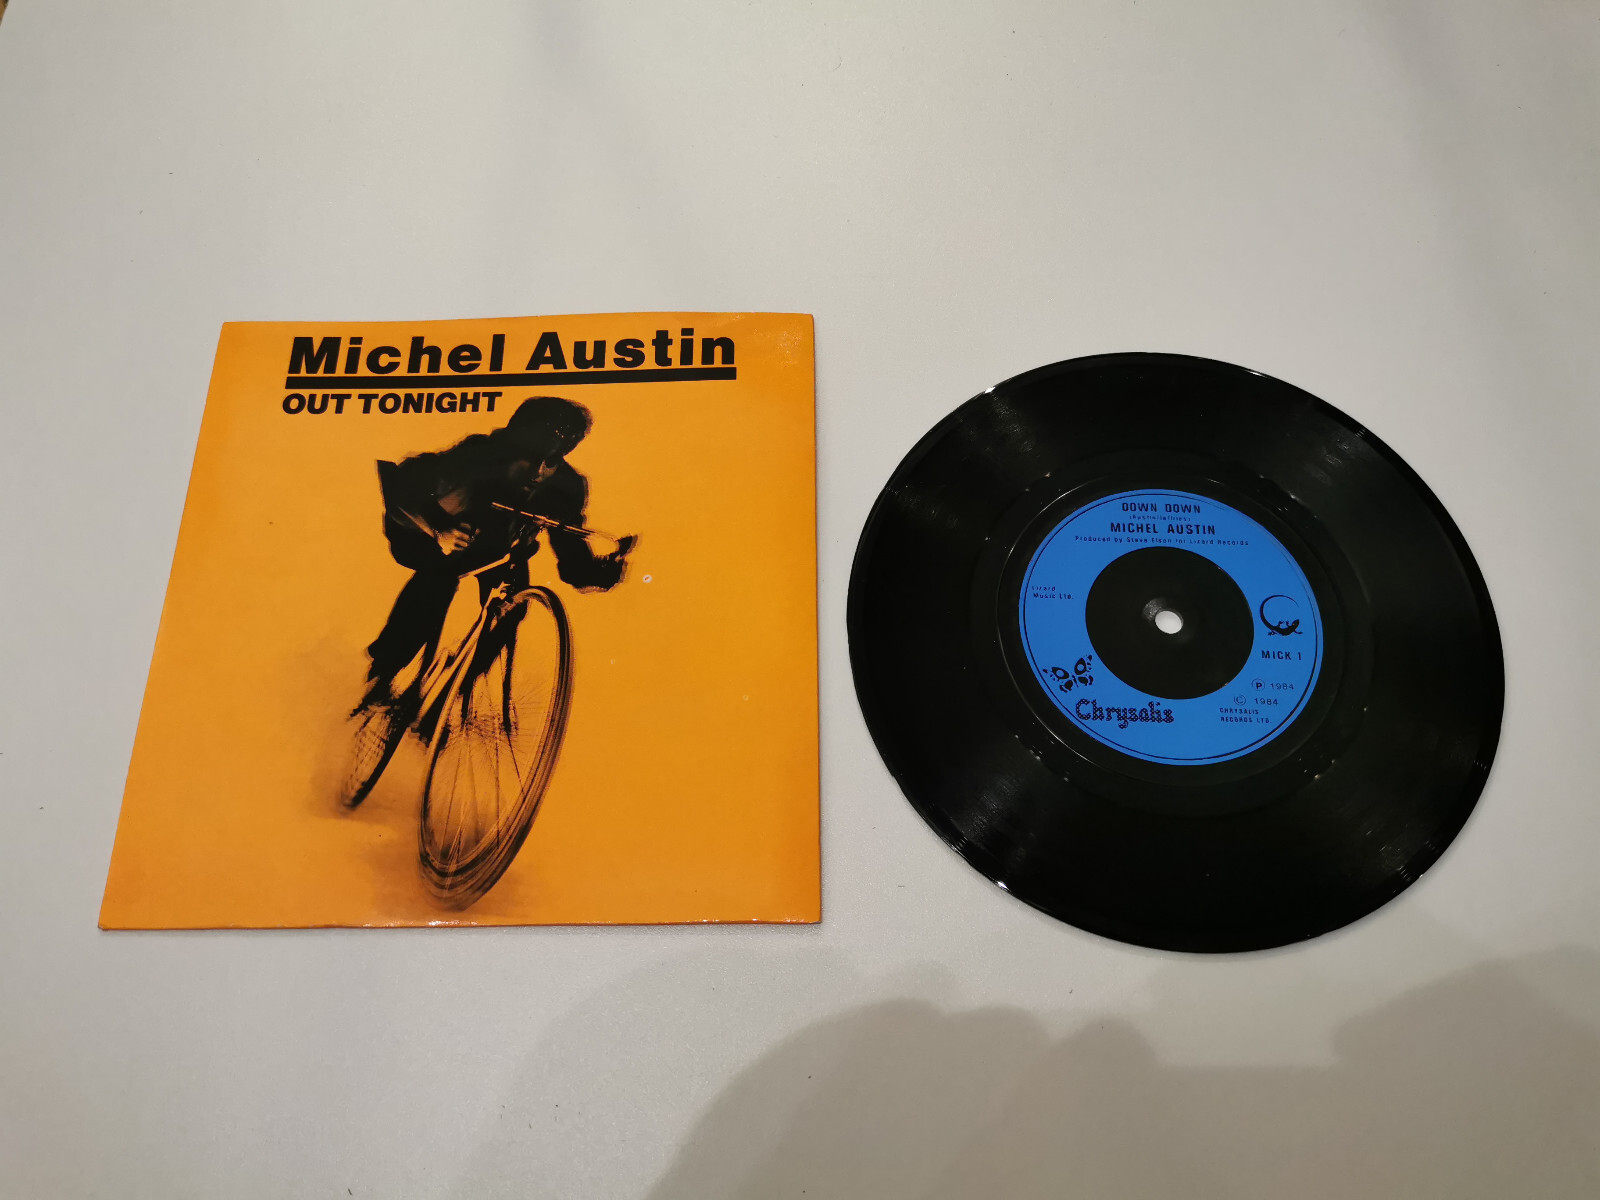 Michel Austin
OUT TONIGHT
DOWN DOWN
MICHEL AUSTIN
Produced by Steve Elson for Lizard Records
Lizard
Music Ltd.
MICK 1
Ⓟ 1984
© 1984
CHRYSALIS
RECORDS LTD.
Chrysalis